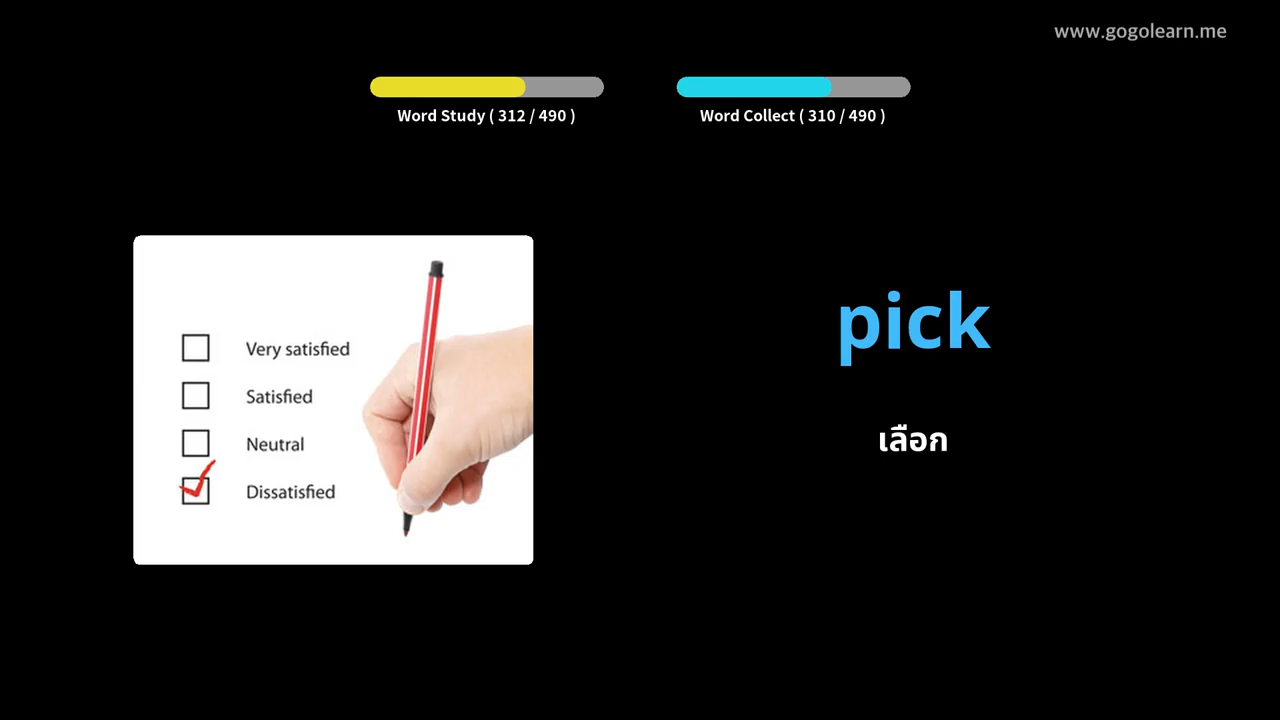 www.gogolearn.me
Word Study ( 312 / 490 )
Word Collect ( 310 / 490 )
Very satisfied
Satisfied
Neutral
Dissatisfied
pick
เลือก